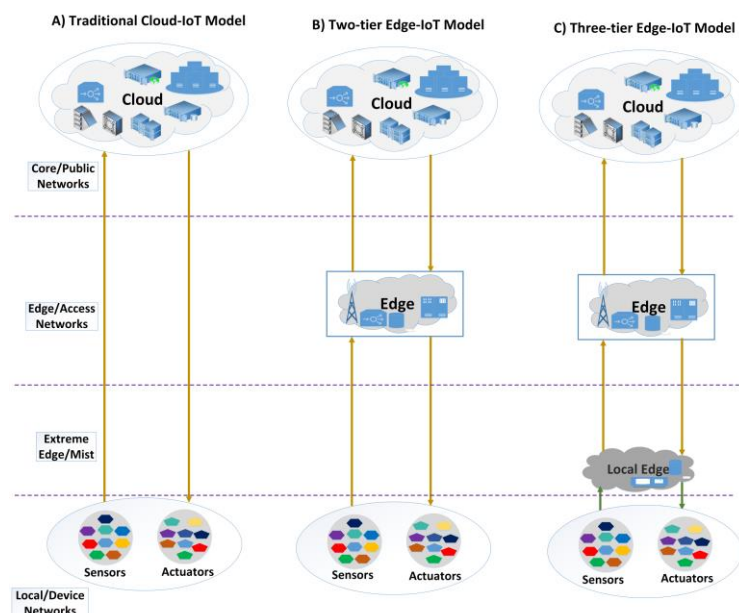 A) Traditional Cloud-IoT Model
B) Two-tier Edge-IoT Model
C) Three-tier Edge-IoT Model
Cloud
Cloud
Cloud
Core/Public
Networks
Edge/Access
Networks
Edge
Edge
Extreme
Edge/Mist
Local Edge
Sensors
Actuators
Sensors
Actuators
Sensors
Actuators
Local/Device
Networks